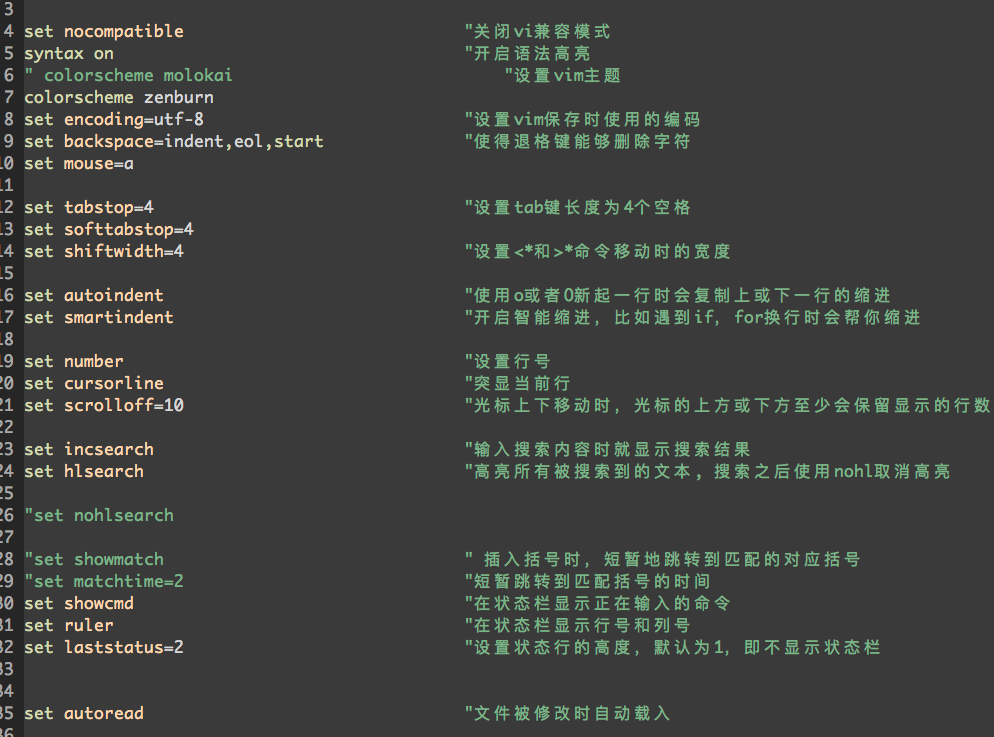 3
4 set nocompatible "关闭vi兼容模式
5 syntax on "开启语法高亮
6 " colorscheme molokai "设置vim主题
7 colorscheme zenburn
8 set encoding=utf-8 "设置vim保存时使用的编码
9 set backspace=indent,eol,start "使得退格键能够删除字符
10 set mouse=a
11
12 set tabstop=4 "设置tab键长度为4个空格
13 set softtabstop=4
14 set shiftwidth=4 "设置<*和>*命令移动时的宽度
15
16 set autoindent "使用o或者O新起一行时会复制上或下一行的缩进
17 set smartindent "开启智能缩进, 比如遇到if, for换行时会帮你缩进
18
19 set number "设置行号
20 set cursorline "突显当前行
21 set scrolloff=10 "光标上下移动时, 光标的上方或下方至少会保留显示的行数
22
23 set incsearch "输入搜索内容时就显示搜索结果
24 set hlsearch "高亮所有被搜索到的文本, 搜索之后使用nohl取消高亮
25
26 "set nohlsearch
27
28 "set showmatch " 插入括号时, 短暂地跳转到匹配的对应括号
29 "set matchtime=2 "短暂跳转到匹配括号的时间
30 set showcmd "在状态栏显示正在输入的命令
31 set ruler "在状态栏显示行号和列号
32 set laststatus=2 "设置状态行的高度, 默认为1, 即不显示状态栏
33
34
35 set autoread "文件被修改时自动载入
36